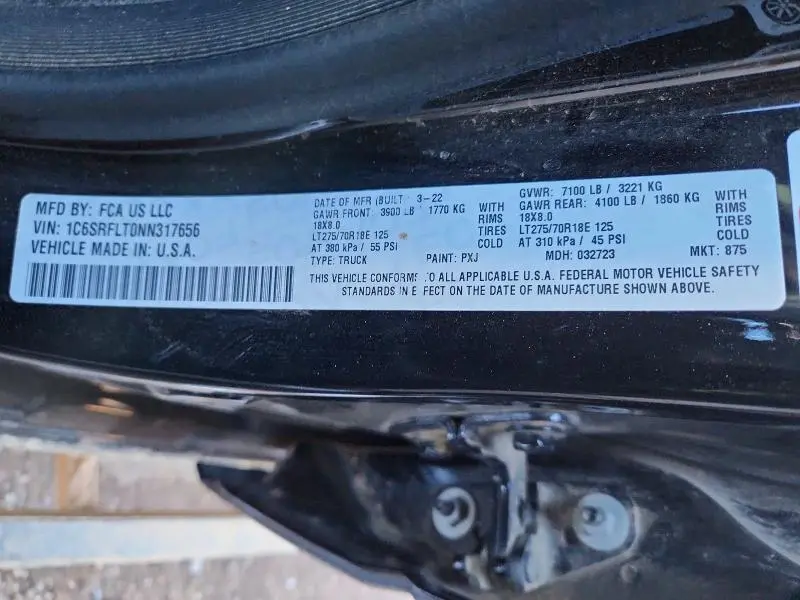 MFD BY: FCA US LLC
VIN: 1C6SRFLT0NN317656
VEHICLE MADE IN: U.S.A.
DATE OF MFR (BUILT 3-22
GAWR FRONT: 3900 LB 1770 KG WITH
18X8.0 RIMS
LT275/70R18E 125 TIRES
AT 380 kPa / 55 PSI COLD
TYPE: TRUCK PAINT: PXJ
GVWR: 7100 LB / 3221 KG
GAWR REAR: 4100 LB / 1860 KG WITH
18X8.0 RIMS
LT275/70R18E 125 TIRES
AT 310 kPa / 45 PSI COLD
MDH: 032723 MKT: 875
THIS VEHICLE CONFORMS TO ALL APPLICABLE U.S.A. FEDERAL MOTOR VEHICLE SAFETY
STANDARDS IN EFFECT ON THE DATE OF MANUFACTURE SHOWN ABOVE.